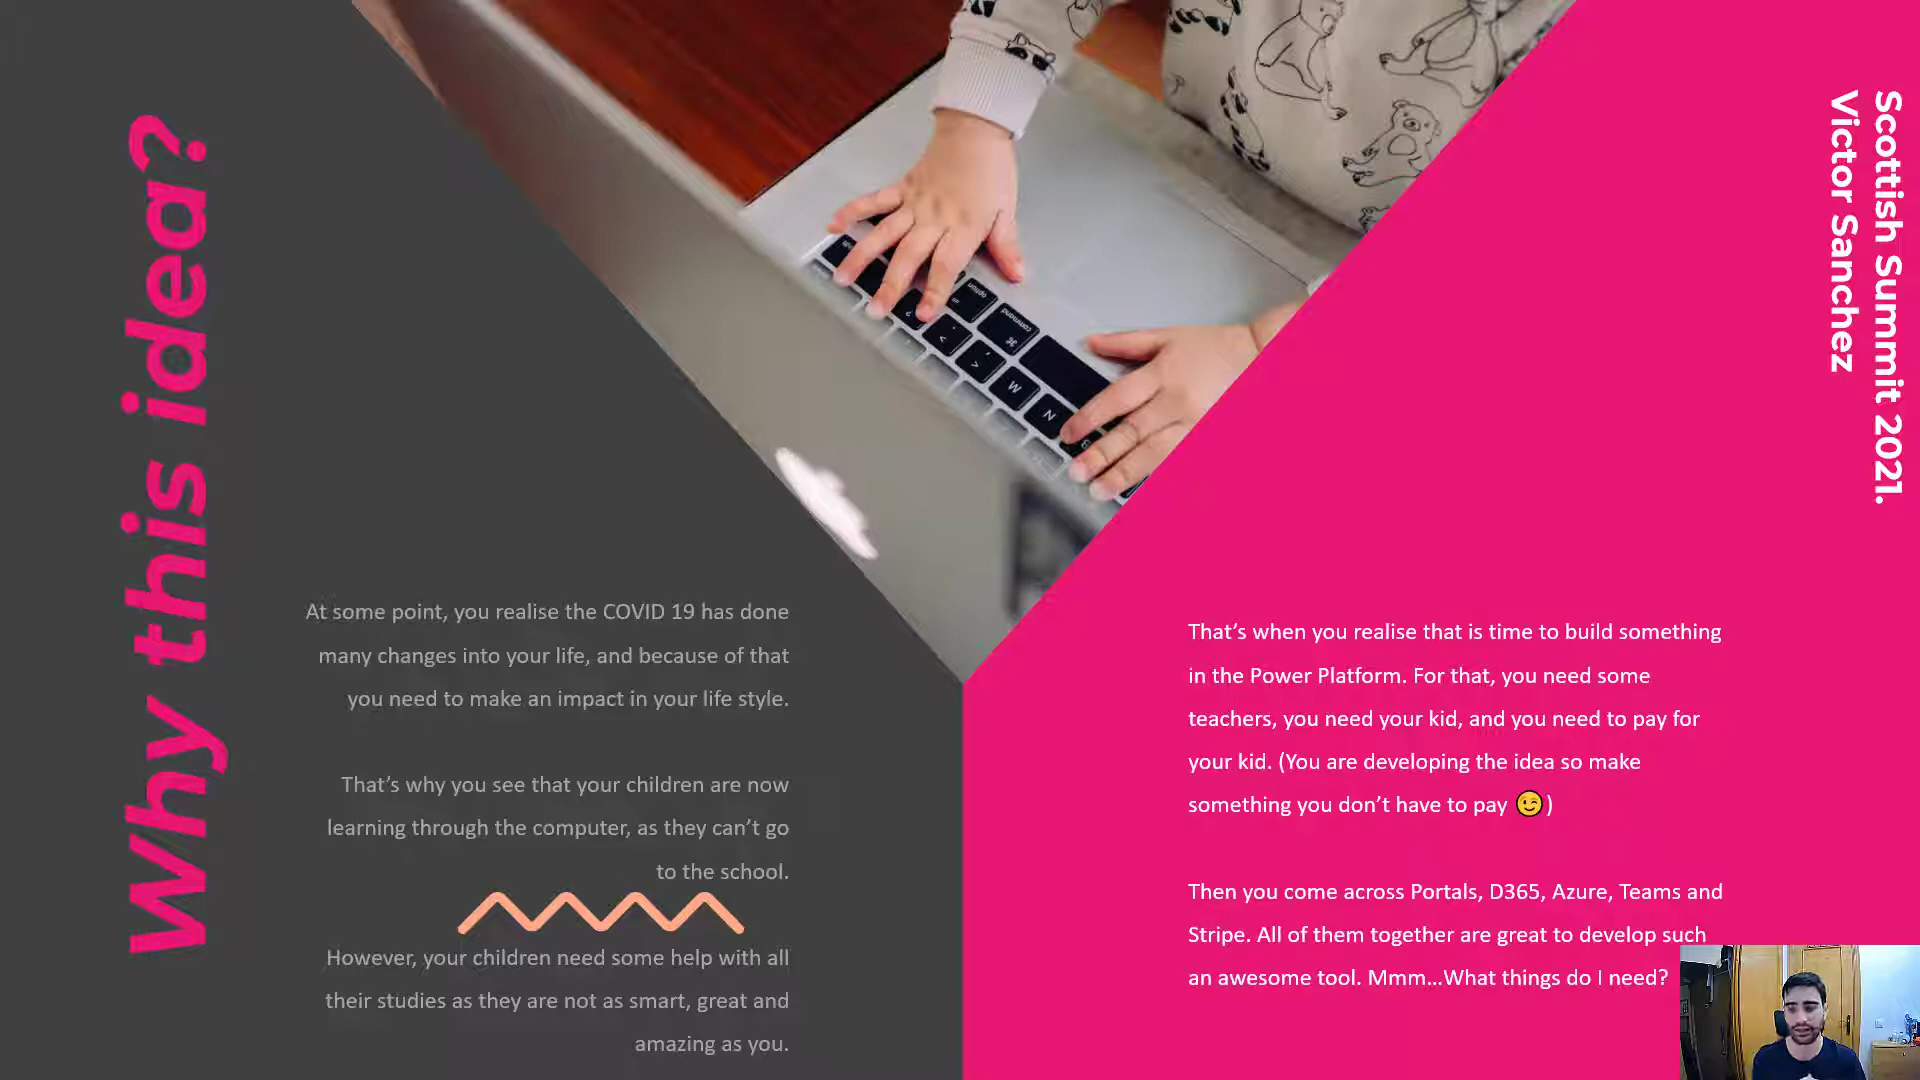 Why this idea?
At some point, you realise the COVID 19 has done
many changes into your life, and because of that
you need to make an impact in your life style.
That’s why you see that your children are now
learning through the computer, as they can’t go
to the school.
However, your children need some help with all
their studies as they are not as smart, great and
amazing as you.
option
command
W
N
That’s when you realise that is time to build something
in the Power Platform. For that, you need some
teachers, you need your kid, and you need to pay for
your kid. (You are developing the idea so make
something you don’t have to pay 😉)
Then you come across Portals, D365, Azure, Teams and
Stripe. All of them together are great to develop such
an awesome tool. Mmm…What things do I need?
Scottish Summit 2021.
Victor Sanchez